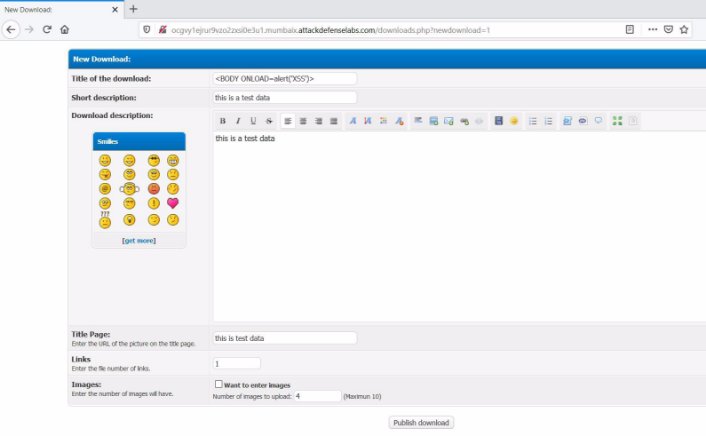 New Download:
ocgvy1ejrur9vzo2zxsi0e3u1.mumbaix.attackdefenselabs.com/downloads.php?newdownload=1
New Download:
Title of the download: <BODY ONLOAD=alert('XSS')>
Short description: this is a test data
Download description: B I U S
this is a test data
Smiles
???
[get more]
Title Page: this is test data
Enter the URL of the picture on the title page.
Links 1
Enter the file number of links.
Images: Want to enter images
Enter the number of images will have. Number of images to upload: 4 (Maximun 10)
Publish download